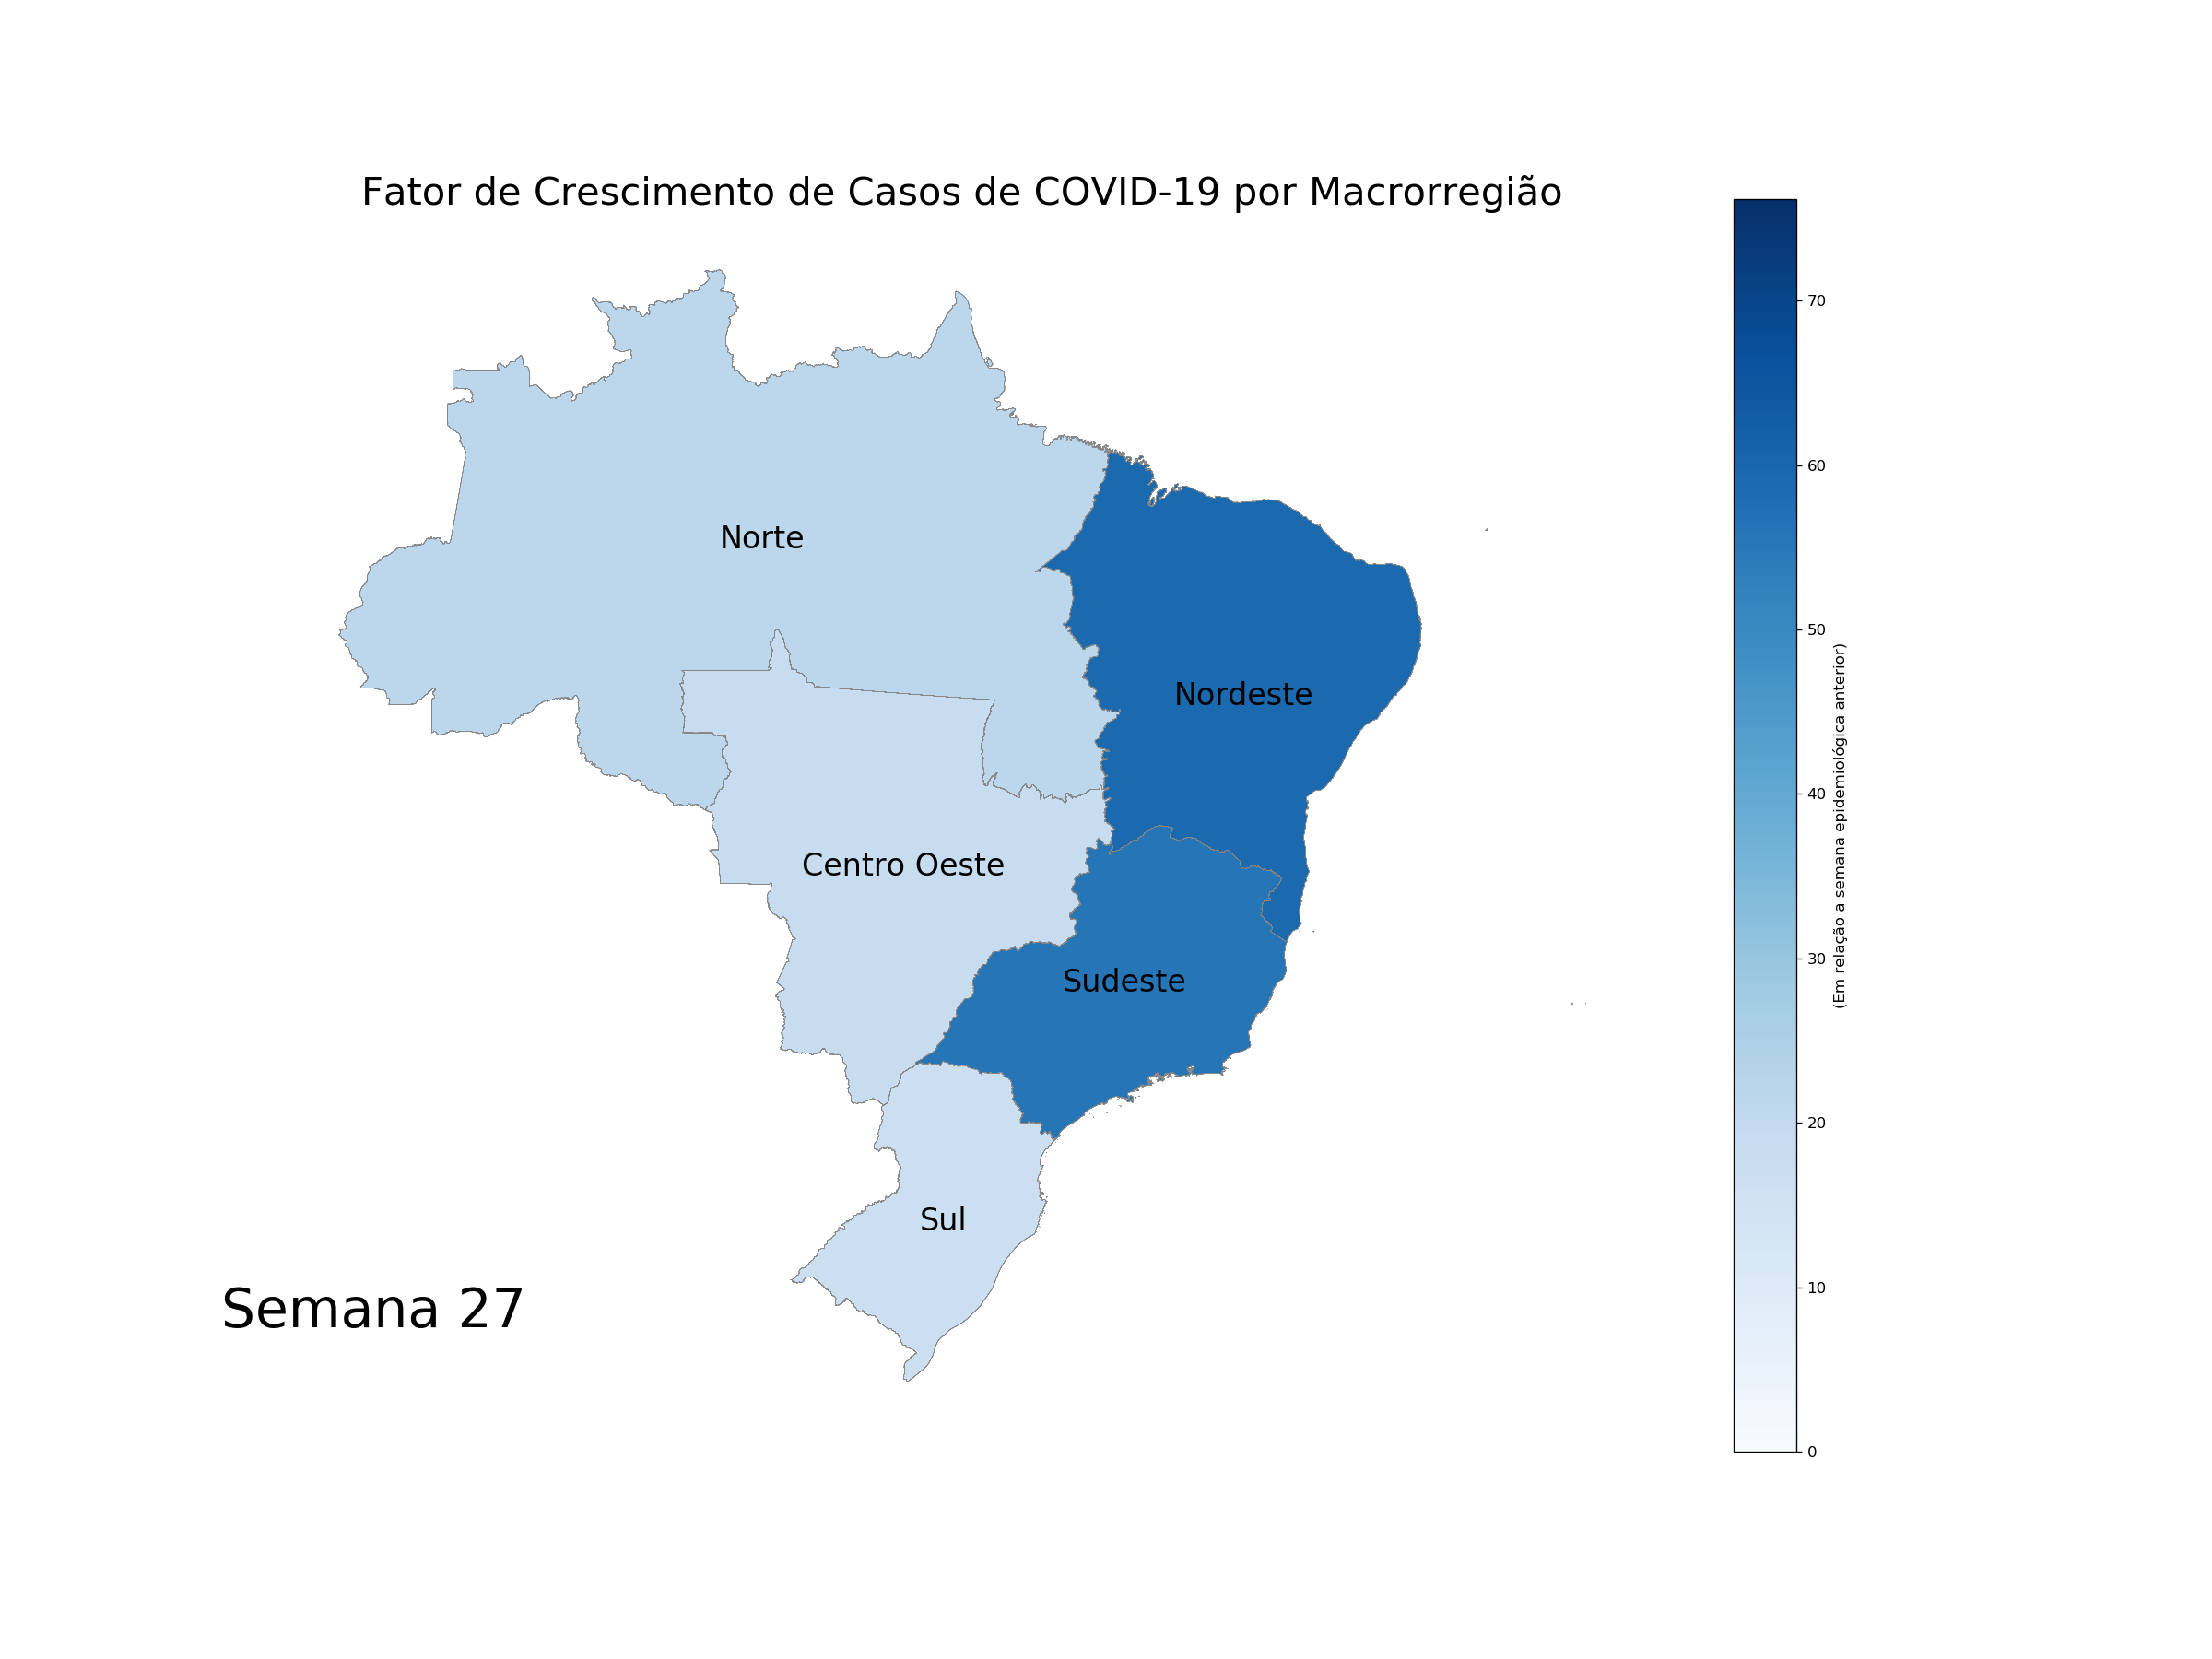 Fator de Crescimento de Casos de COVID-19 por Macrorregião
Norte
Nordeste
Centro Oeste
Sudeste
Sul
Semana 27
70
60
50
40
30
20
10
0
(Em relação a semana epidemiológica anterior)